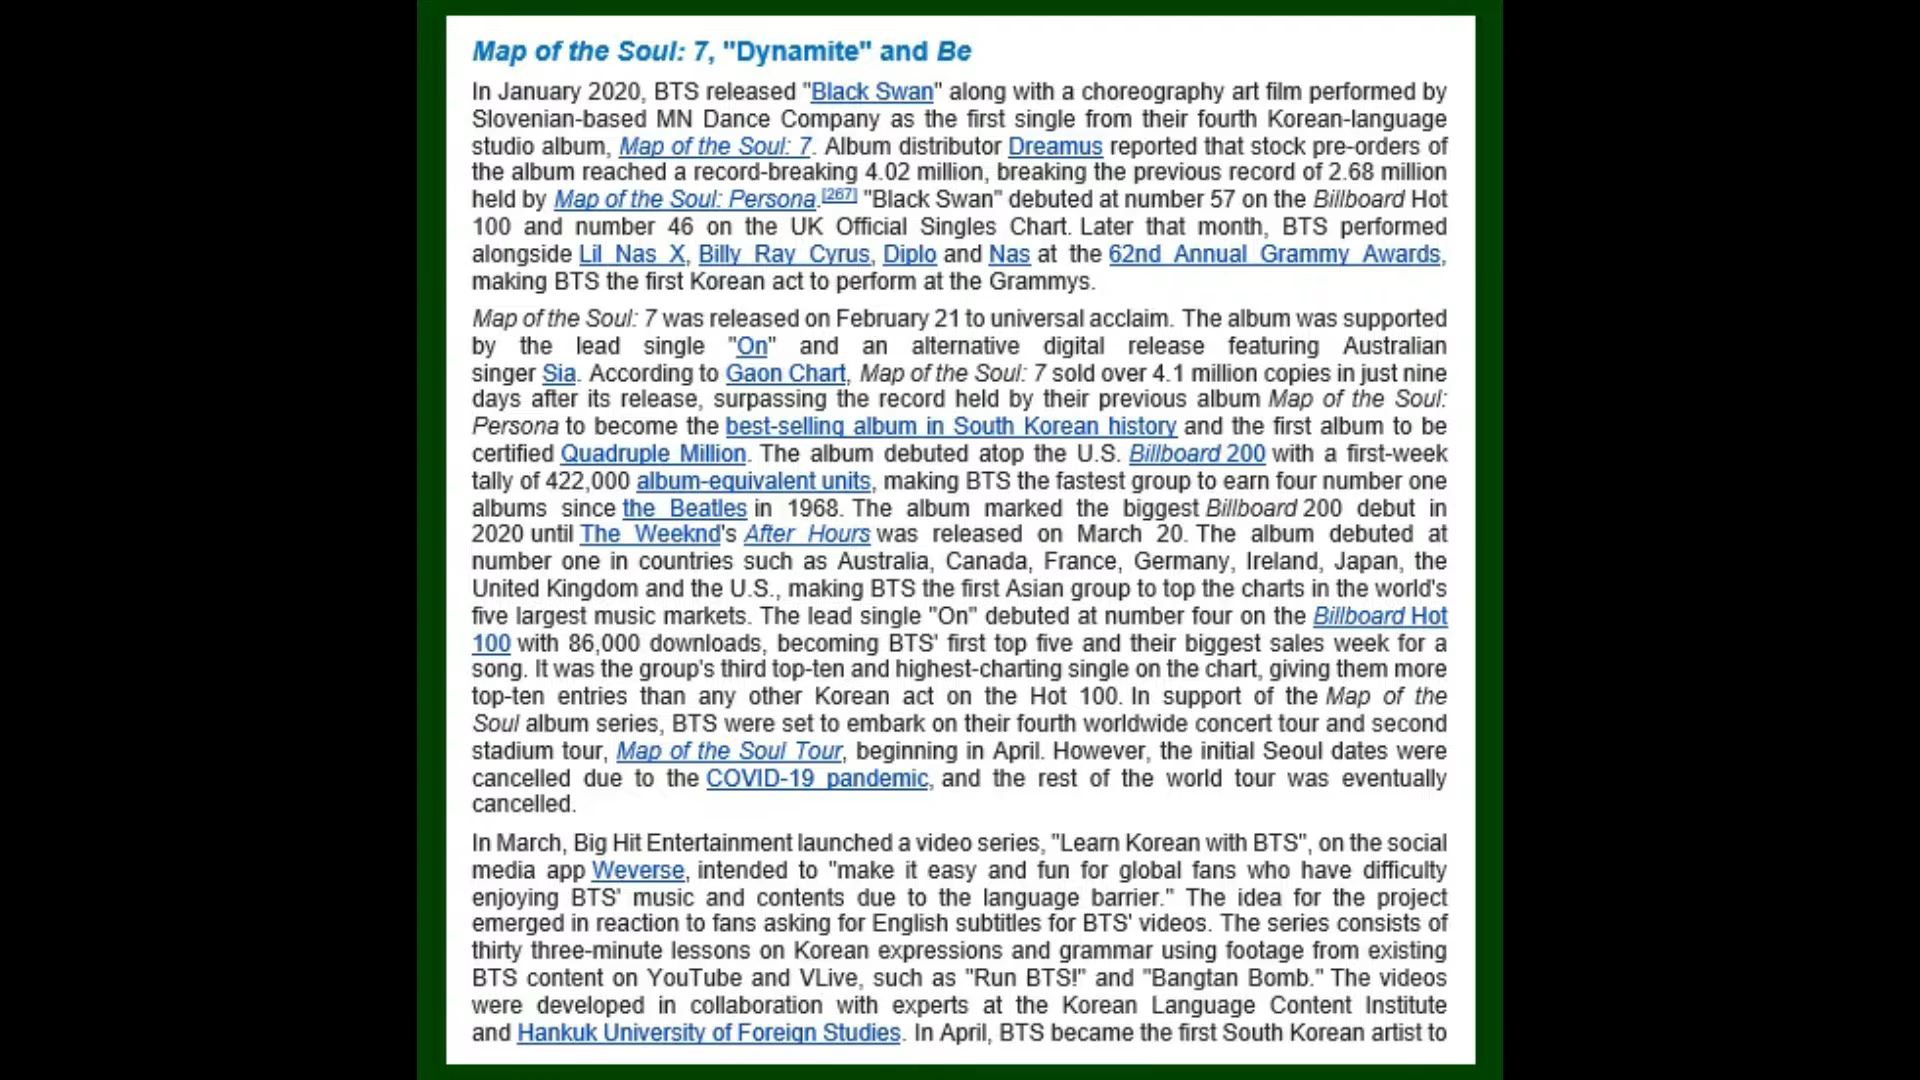 Map of the Soul: 7, "Dynamite" and Be
In January 2020, BTS released "Black Swan" along with a choreography art film performed by
Slovenian-based MN Dance Company as the first single from their fourth Korean-language
studio album, Map of the Soul: 7. Album distributor Dreamus reported that stock pre-orders of
the album reached a record-breaking 4.02 million, breaking the previous record of 2.68 million
held by Map of the Soul: Persona.[267] "Black Swan" debuted at number 57 on the Billboard Hot
100 and number 46 on the UK Official Singles Chart. Later that month, BTS performed
alongside Lil Nas X, Billy Ray Cyrus, Diplo and Nas at the 62nd Annual Grammy Awards,
making BTS the first Korean act to perform at the Grammys.
Map of the Soul: 7 was released on February 21 to universal acclaim. The album was supported
by the lead single "On" and an alternative digital release featuring Australian
singer Sia. According to Gaon Chart, Map of the Soul: 7 sold over 4.1 million copies in just nine
days after its release, surpassing the record held by their previous album Map of the Soul:
Persona to become the best-selling album in South Korean history and the first album to be
certified Quadruple Million. The album debuted atop the U.S. Billboard 200 with a first-week
tally of 422,000 album-equivalent units, making BTS the fastest group to earn four number one
albums since the Beatles in 1968. The album marked the biggest Billboard 200 debut in
2020 until The Weeknd's After Hours was released on March 20. The album debuted at
number one in countries such as Australia, Canada, France, Germany, Ireland, Japan, the
United Kingdom and the U.S., making BTS the first Asian group to top the charts in the world's
five largest music markets. The lead single "On" debuted at number four on the Billboard Hot
100 with 86,000 downloads, becoming BTS' first top five and their biggest sales week for a
song. It was the group's third top-ten and highest-charting single on the chart, giving them more
top-ten entries than any other Korean act on the Hot 100. In support of the Map of the
Soul album series, BTS were set to embark on their fourth worldwide concert tour and second
stadium tour, Map of the Soul Tour, beginning in April. However, the initial Seoul dates were
cancelled due to the COVID-19 pandemic, and the rest of the world tour was eventually
cancelled.
In March, Big Hit Entertainment launched a video series, "Learn Korean with BTS", on the social
media app Weverse, intended to "make it easy and fun for global fans who have difficulty
enjoying BTS' music and contents due to the language barrier." The idea for the project
emerged in reaction to fans asking for English subtitles for BTS' videos. The series consists of
thirty three-minute lessons on Korean expressions and grammar using footage from existing
BTS content on YouTube and VLive, such as "Run BTS!" and "Bangtan Bomb." The videos
were developed in collaboration with experts at the Korean Language Content Institute
and Hankuk University of Foreign Studies. In April, BTS became the first South Korean artist to